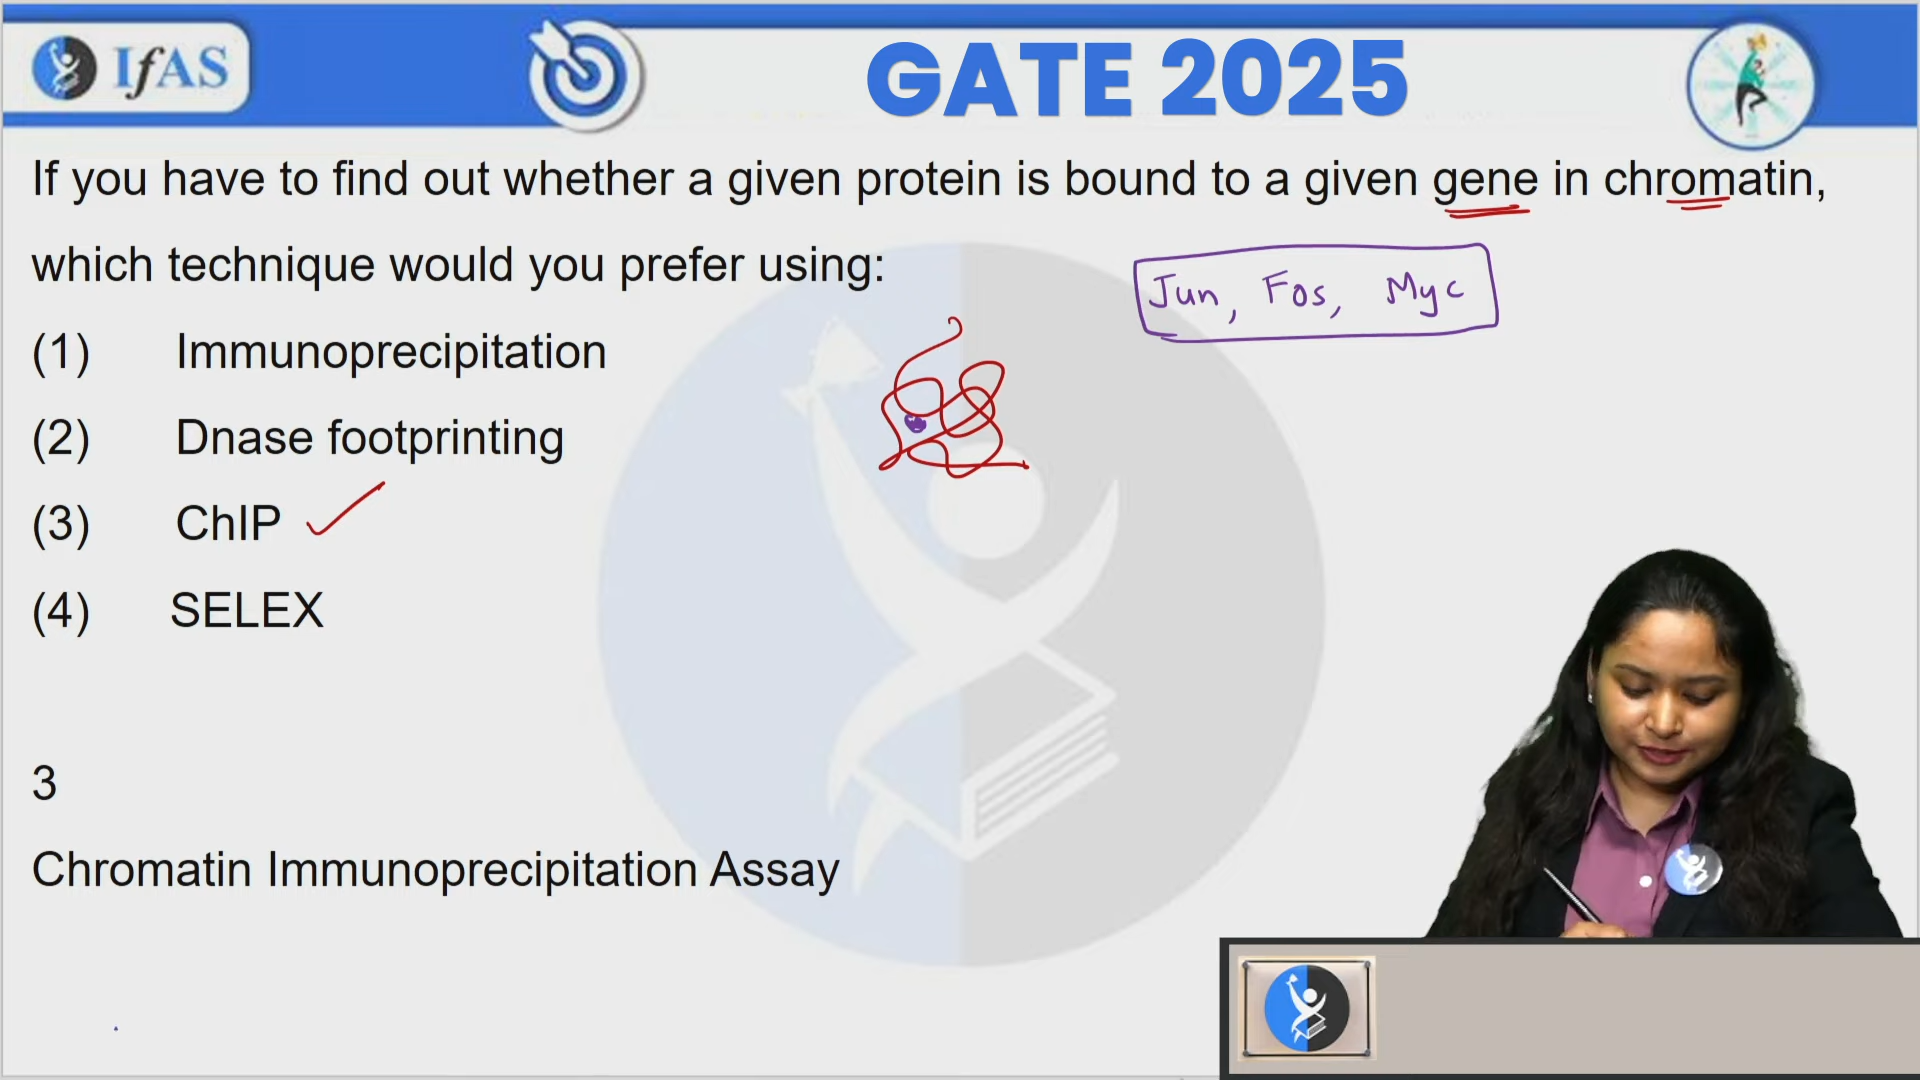 IfAS
GATE 2025
If you have to find out whether a given protein is bound to a given gene in chromatin,
which technique would you prefer using:
Jun, Fos, Myc
(1) Immunoprecipitation
(2) Dnase footprinting
(3) ChIP
(4) SELEX
3
Chromatin Immunoprecipitation Assay